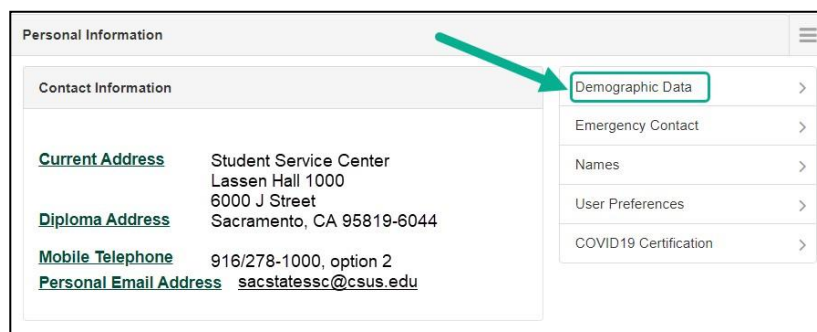 Personal Information
Contact Information
Current Address Student Service Center
Lassen Hall 1000
6000 J Street
Diploma Address Sacramento, CA 95819-6044
Mobile Telephone 916/278-1000, option 2
Personal Email Address sacstatessc@csus.edu
Demographic Data
Emergency Contact
Names
User Preferences
COVID19 Certification